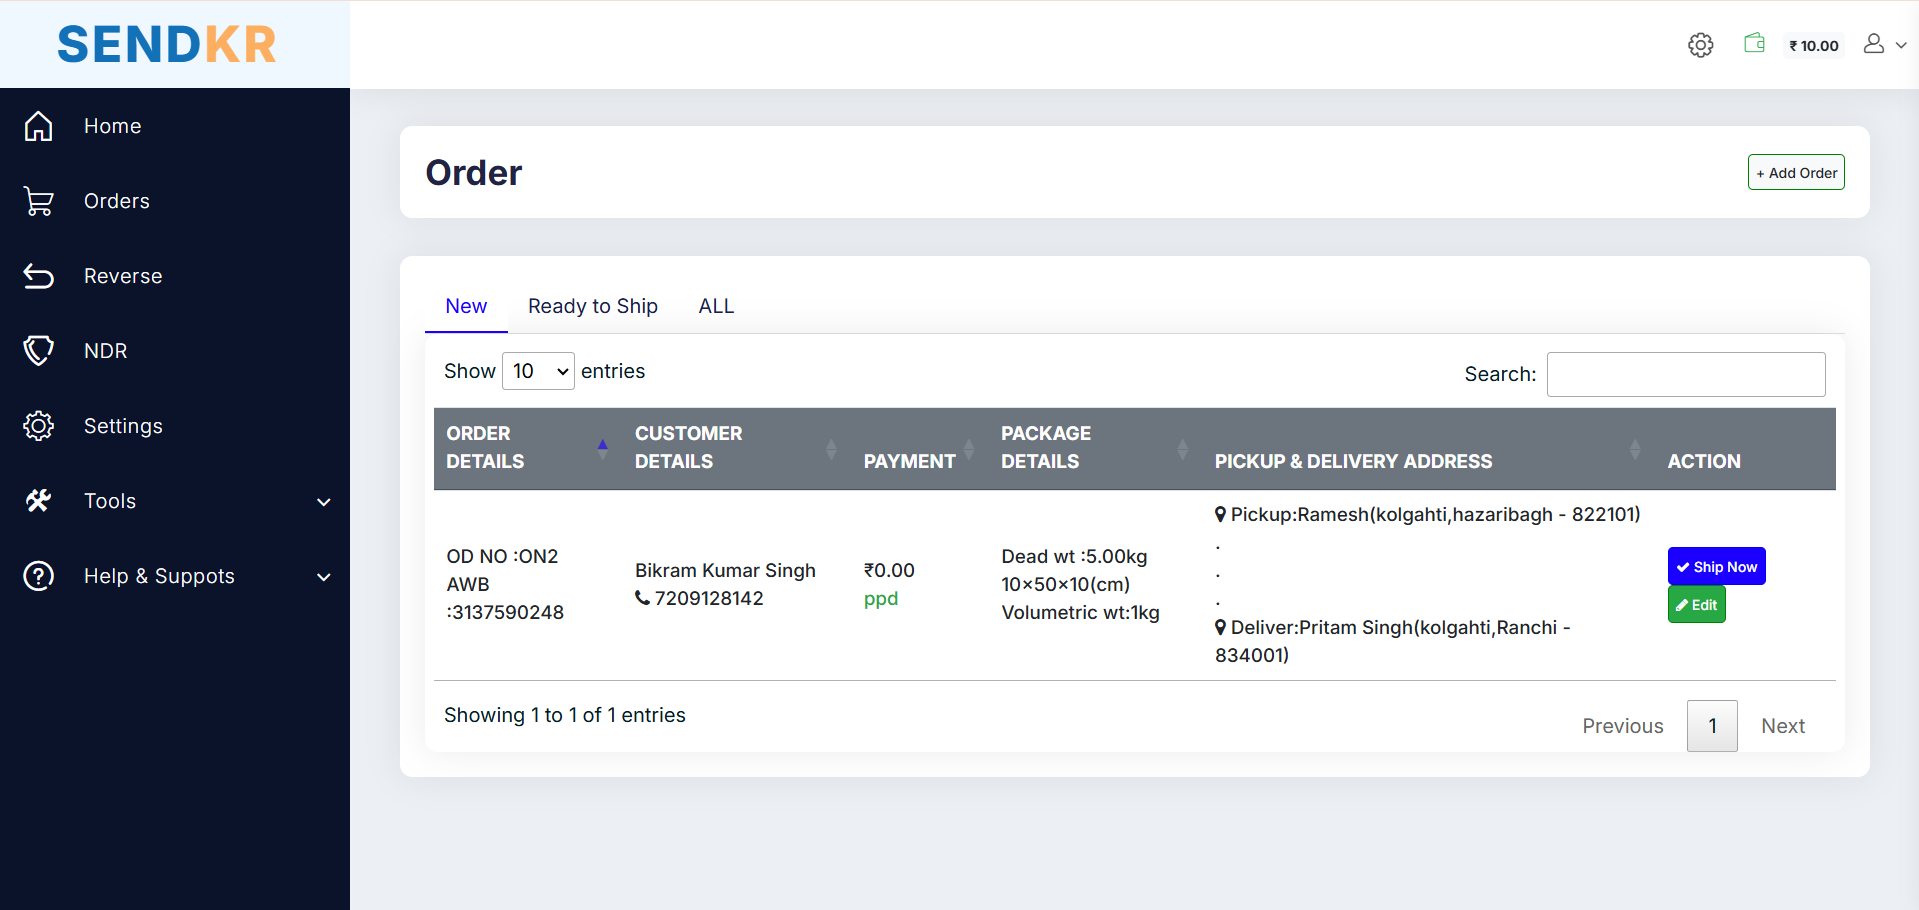 SENDKR
₹ 10.00
Home
Orders
Reverse
NDR
Settings
Tools
Help & Suppots
Order
+ Add Order
New
Ready to Ship
ALL
Show 10 entries
Search:
ORDER DETAILS
CUSTOMER DETAILS
PAYMENT
PACKAGE DETAILS
PICKUP & DELIVERY ADDRESS
ACTION
OD NO :ON2
AWB
:3137590248
Bikram Kumar Singh
7209128142
₹0.00
ppd
Dead wt :5.00kg
10×50×10(cm)
Volumetric wt:1kg
Pickup:Ramesh(kolgahti,hazaribagh - 822101)
.
.
.
Deliver:Pritam Singh(kolgahti,Ranchi -
834001)
Ship Now
Edit
Showing 1 to 1 of 1 entries
Previous
1
Next